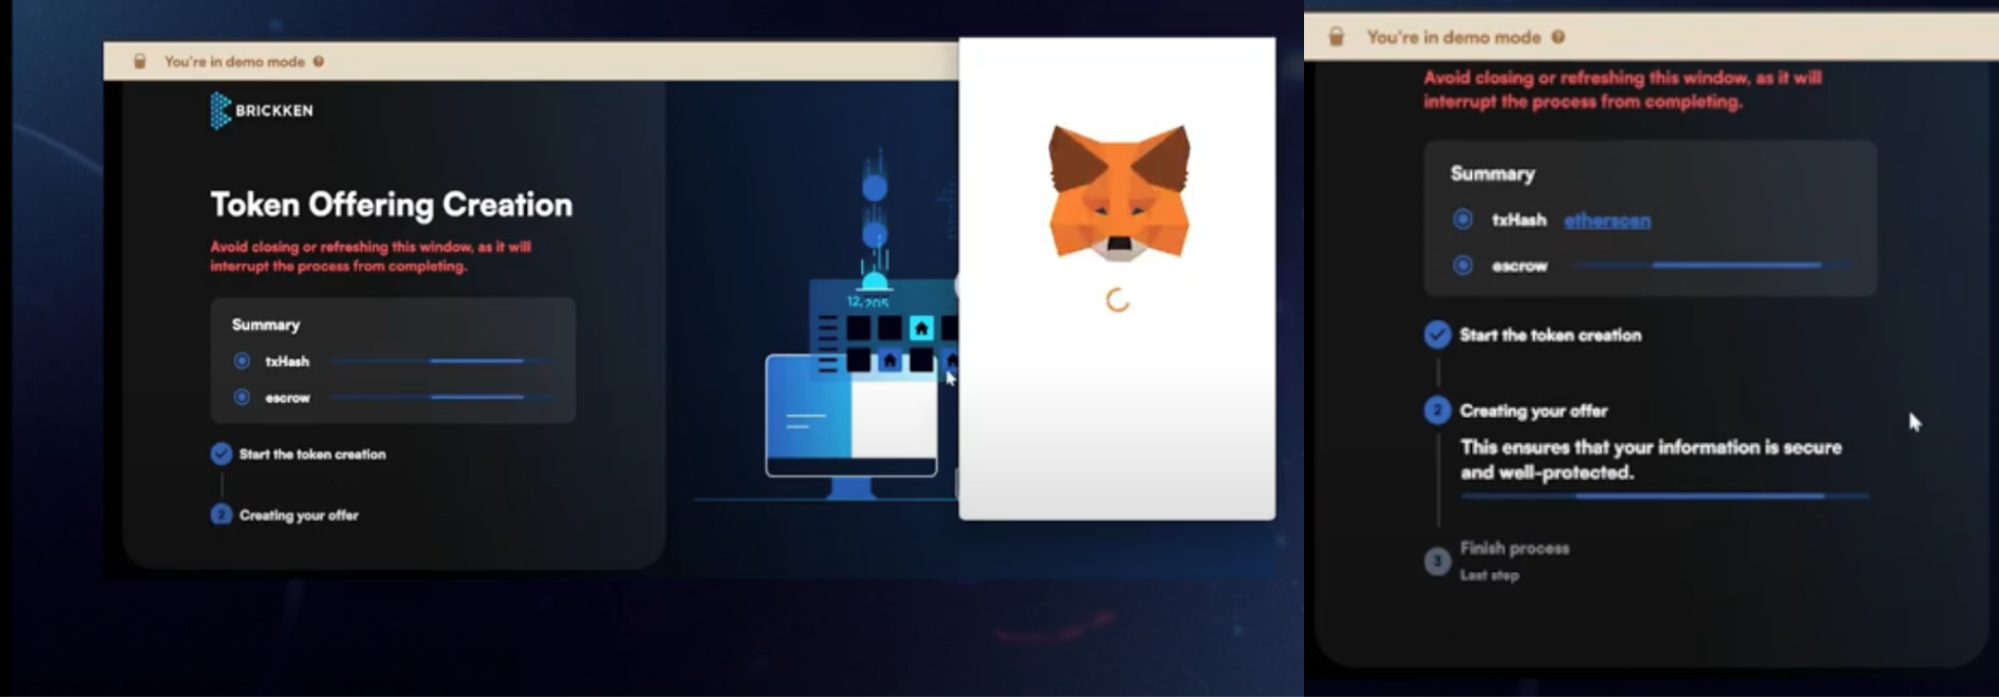 You're in demo mode
BRICKKEN
Token Offering Creation
Avoid closing or refreshing this window, as it will
interrupt the process from completing.
Summary
txHash
escrow
Start the token creation
2 Creating your offer
12,205
You're in demo mode
Avoid closing or refreshing this window, as it will
interrupt the process from completing.
Summary
txHash etherscan
escrow
Start the token creation
2 Creating your offer
This ensures that your information is secure
and well-protected.
3 Finish process
Last step